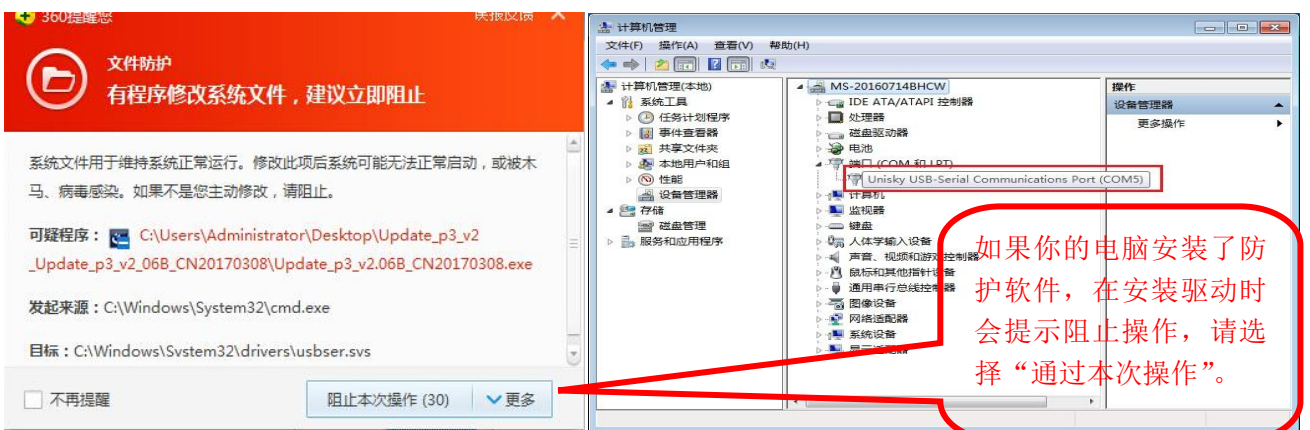 360提醒您
误报反馈
文件防护
有程序修改系统文件，建议立即阻止
系统文件用于维持系统正常运行。修改此项后系统可能无法正常启动，或被木
马、病毒感染。如果不是您主动修改，请阻止。
可疑程序： C:\Users\Administrator\Desktop\Update_p3_v2
_Update_p3_v2_06B_CN20170308\Update_p3_v2.06B_CN20170308.exe
发起来源：C:\Windows\System32\cmd.exe
目标：C:\Windows\System32\drivers\usbser.sys
不再提醒
阻止本次操作 (30)
更多
计算机管理
文件(F) 操作(A) 查看(V) 帮助(H)
计算机管理(本地)
系统工具
任务计划程序
事件查看器
共享文件夹
本地用户和组
性能
设备管理器
存储
磁盘管理
服务和应用程序
MS-20160714BHCW
IDE ATA/ATAPI 控制器
处理器
磁盘驱动器
电池
端口 (COM 和 LPT)
Unisky USB-Serial Communications Port (COM5)
计算机
监视器
键盘
人体学输入设备
声音、视频和游戏控制器
鼠标和其他指针设备
通用串行总线控制器
图像设备
网络适配器
系统设备
显示适配器
操作
设备管理器
更多操作
如果你的电脑安装了防
护软件，在安装驱动时
会提示阻止操作，请选
择“通过本次操作”。